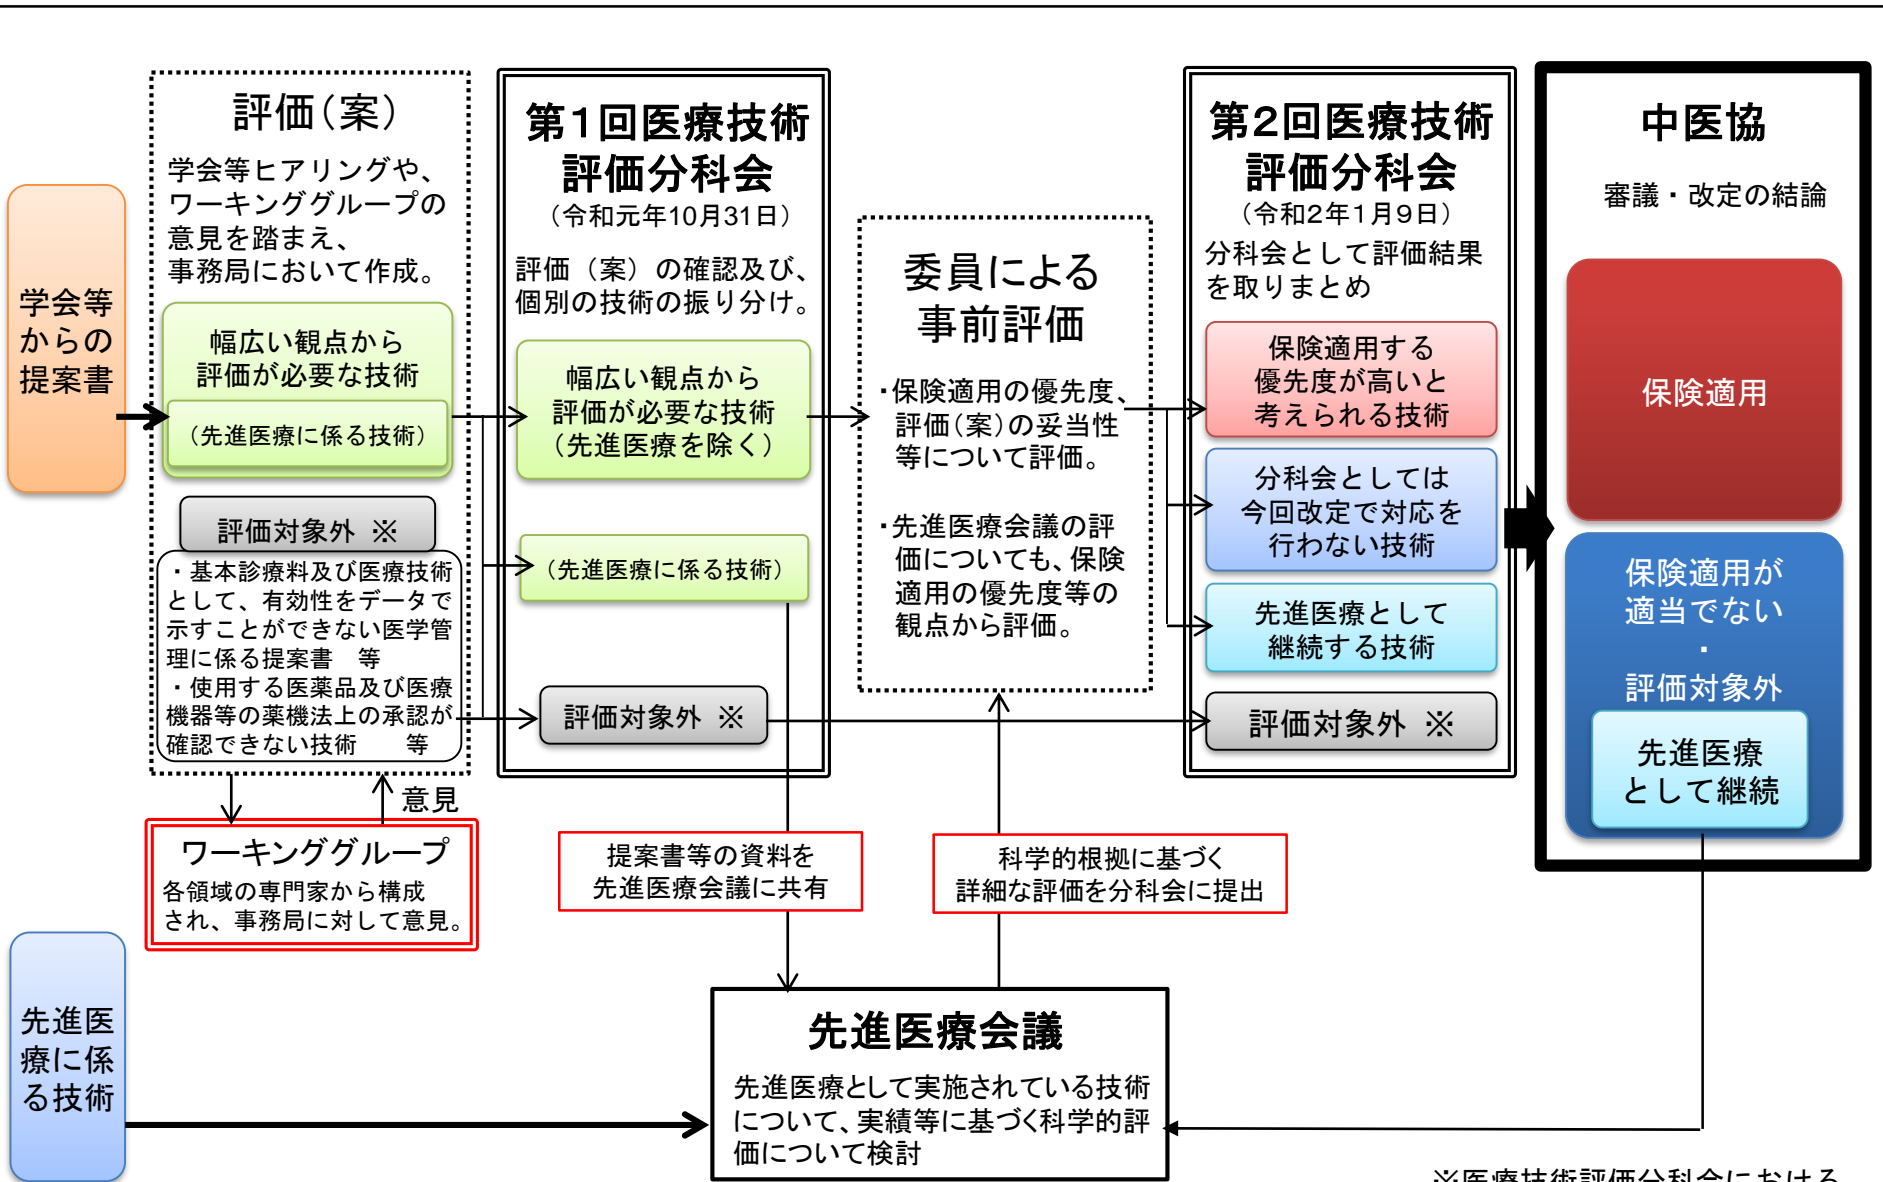 学会等
からの
提案書
評価（案）
学会等ヒアリングや、
ワーキンググループの
意見を踏まえ、
事務局において作成。
幅広い観点から
評価が必要な技術
（先進医療に係る技術）
評価対象外 ※
・基本診療料及び医療技術
として、有効性をデータで
示すことができない医学管
理に係る提案書　等
・使用する医薬品及び医療
機器等の薬機法上の承認が
確認できない技術　　等
意見
ワーキンググループ
各領域の専門家から構成
され、事務局に対して意見。
第１回医療技術
評価分科会
（令和元年10月31日）
評価（案）の確認及び、
個別の技術の振り分け。
幅広い観点から
評価が必要な技術
（先進医療を除く）
（先進医療に係る技術）
評価対象外 ※
提案書等の資料を
先進医療会議に共有
委員による
事前評価
・保険適用の優先度、
評価（案）の妥当性
等について評価。
・先進医療会議の評
価についても、保険
適用の優先度等の
観点から評価。
科学的根拠に基づく
詳細な評価を分科会に提出
第２回医療技術
評価分科会
（令和2年1月9日）
分科会として評価結果
を取りまとめ
保険適用する
優先度が高いと
考えられる技術
分科会としては
今回改定で対応を
行わない技術
先進医療として
継続する技術
評価対象外 ※
中医協
審議・改定の結論
保険適用
保険適用が
適当でない
・
評価対象外
先進医療
として継続
先進医
療に係
る技術
先進医療会議
先進医療として実施されている技術
について、実績等に基づく科学的評
価について検討
※医療技術評価分科会における